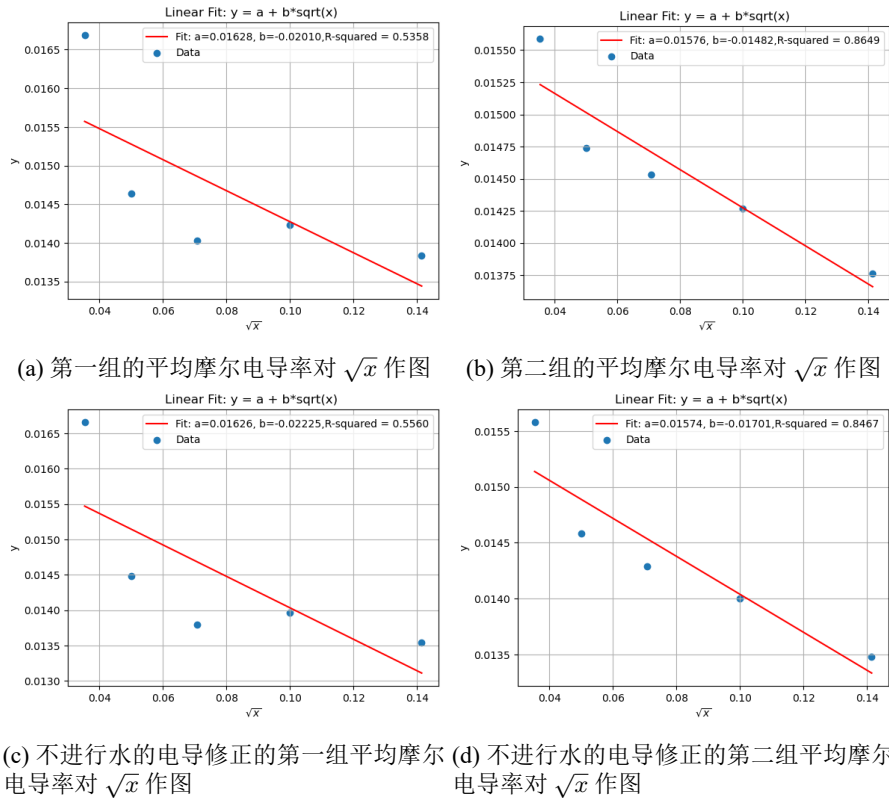 Linear Fit: y = a + b*sqrt(x)
Fit: a=0.01628, b=-0.02010,R-squared = 0.5358
Data
0.0165
0.0160
0.0155
0.0150
0.0145
0.0140
0.0135
y
0.04 0.06 0.08 0.10 0.12 0.14
√x
(a) 第一组的平均摩尔电导率对 √x 作图
Linear Fit: y = a + b*sqrt(x)
Fit: a=0.01576, b=-0.01482,R-squared = 0.8649
Data
0.01575
0.01550
0.01525
0.01500
0.01475
0.01450
0.01425
0.01400
0.01375
y
0.04 0.06 0.08 0.10 0.12 0.14
√x
(b) 第二组的平均摩尔电导率对 √x 作图
Linear Fit: y = a + b*sqrt(x)
Fit: a=0.01626, b=-0.02225,R-squared = 0.5560
Data
0.0165
0.0160
0.0155
0.0150
0.0145
0.0140
0.0135
0.0130
y
0.04 0.06 0.08 0.10 0.12 0.14
√x
(c) 不进行水的电导修正的第一组平均摩尔
电导率对 √x 作图
Linear Fit: y = a + b*sqrt(x)
Fit: a=0.01574, b=-0.01701,R-squared = 0.8467
Data
0.0155
0.0150
0.0145
0.0140
0.0135
y
0.04 0.06 0.08 0.10 0.12 0.14
√x
(d) 不进行水的电导修正的第二组平均摩尔
电导率对 √x 作图